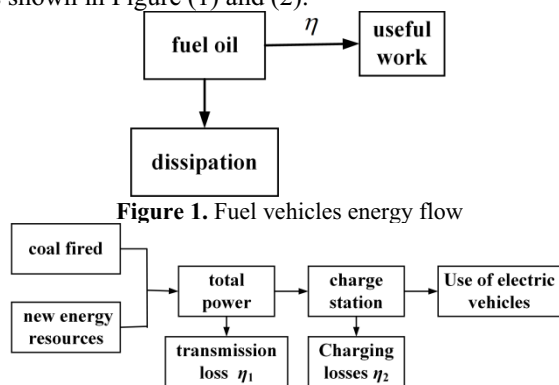 s shown in Figure (1) and (2).
fuel oil
η
useful
work
dissipation
Figure 1. Fuel vehicles energy flow
coal fired
new energy
resources
total
power
charge
station
Use of electric
vehicles
transmission
loss η1
Charging
losses η2